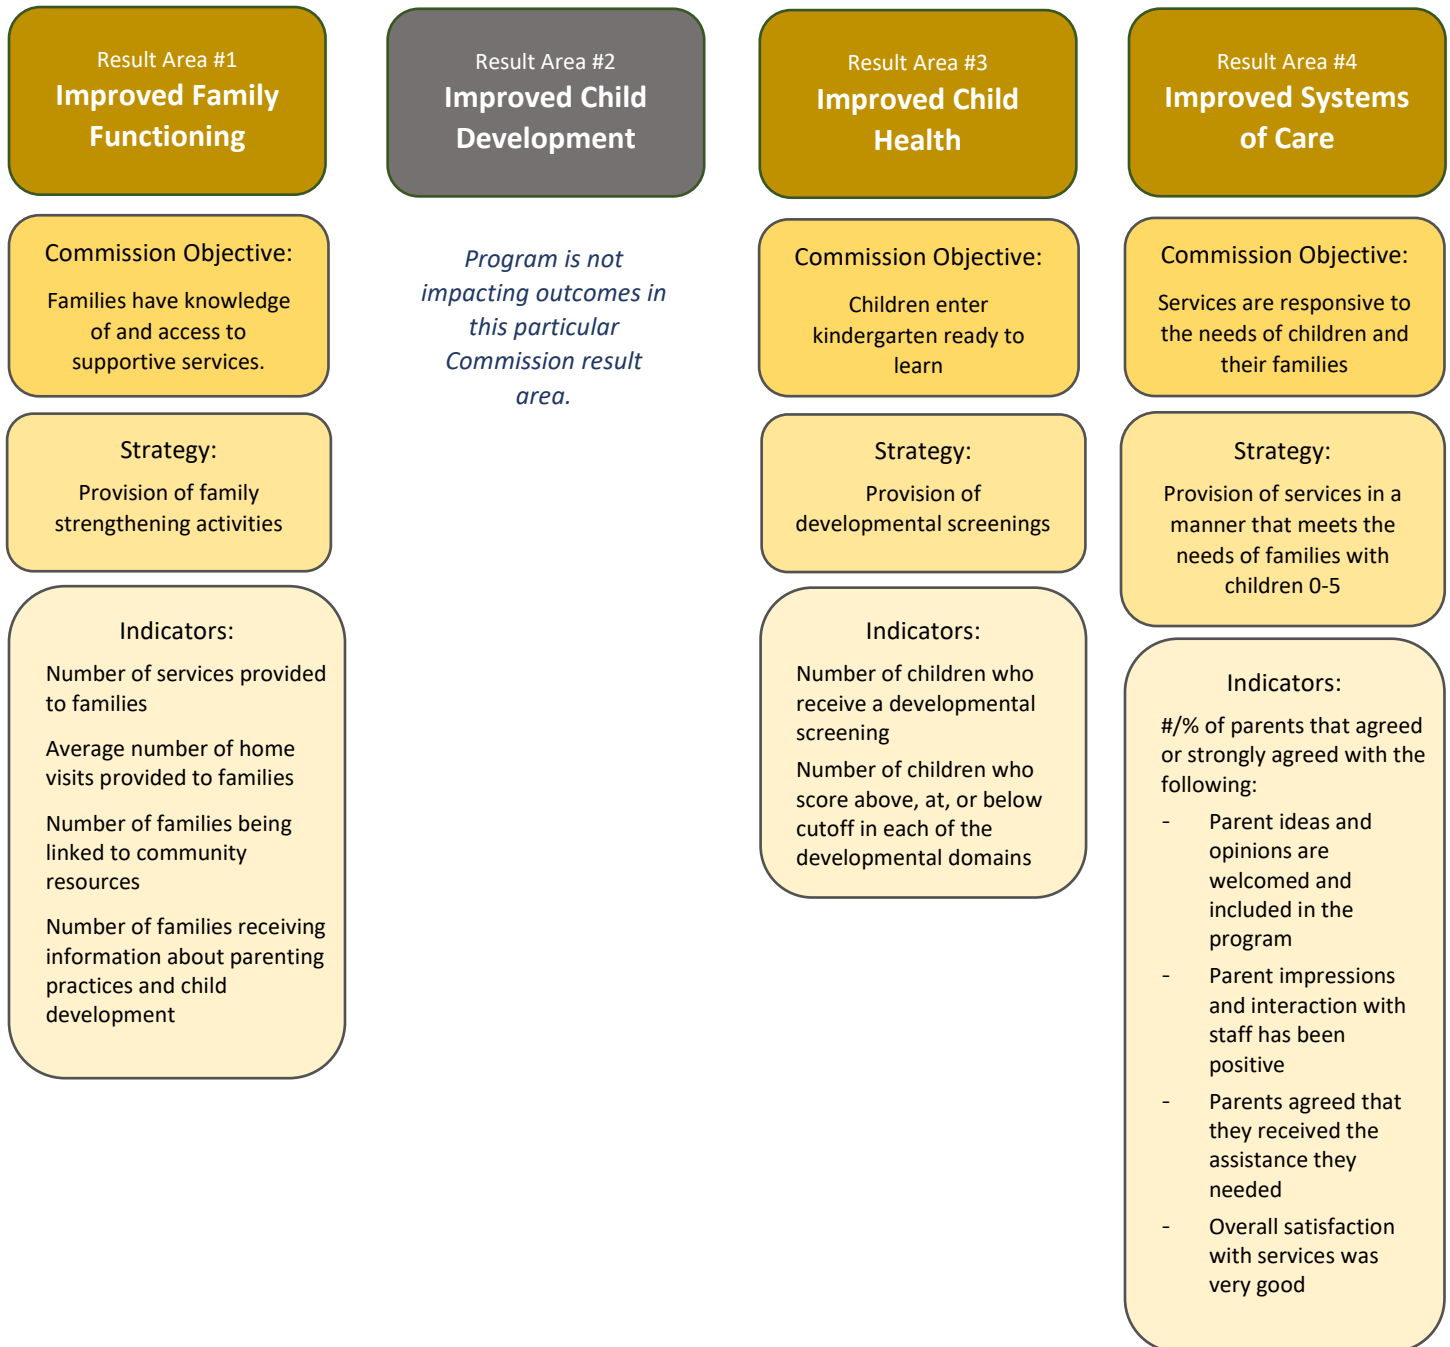 Result Area #1
Improved Family
Functioning
Commission Objective:
Families have knowledge
of and access to
supportive services.
Strategy:
Provision of family
strengthening activities
Indicators:
Number of services provided
to families
Average number of home
visits provided to families
Number of families being
linked to community
resources
Number of families receiving
information about parenting
practices and child
development
Result Area #2
Improved Child
Development
Program is not
impacting outcomes in
this particular
Commission result
area.
Result Area #3
Improved Child
Health
Commission Objective:
Children enter
kindergarten ready to
learn
Strategy:
Provision of
developmental screenings
Indicators:
Number of children who
receive a developmental
screening
Number of children who
score above, at, or below
cutoff in each of the
developmental domains
Result Area #4
Improved Systems
of Care
Commission Objective:
Services are responsive to
the needs of children and
their families
Strategy:
Provision of services in a
manner that meets the
needs of families with
children 0-5
Indicators:
#/% of parents that agreed
or strongly agreed with the
following:
- Parent ideas and
opinions are
welcomed and
included in the
program
- Parent impressions
and interaction with
staff has been
positive
- Parents agreed that
they received the
assistance they
needed
- Overall satisfaction
with services was
very good